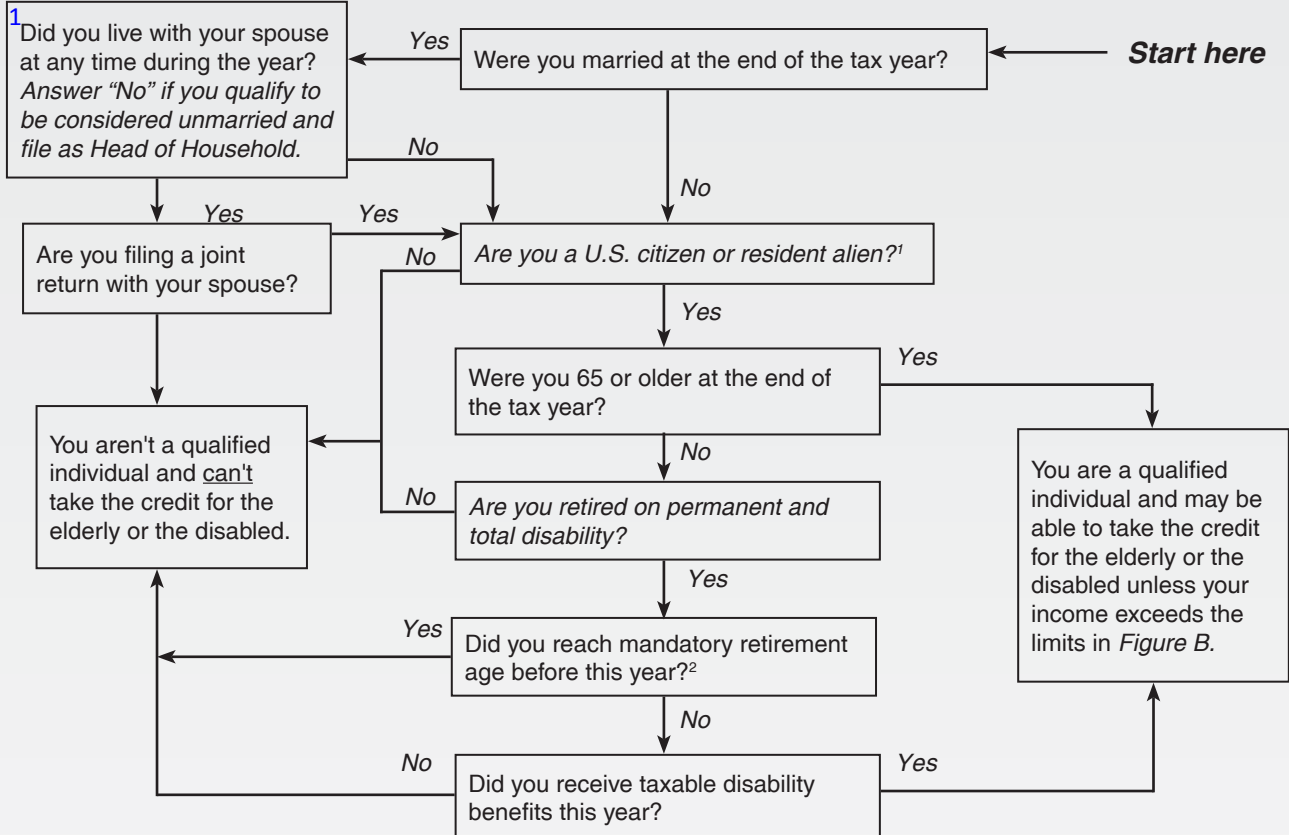 Start here
Were you married at the end of the tax year?
Yes
1
Did you live with your spouse
at any time during the year?
Answer “No” if you qualify to
be considered unmarried and
file as Head of Household.
No
No
Yes
Are you filing a joint
return with your spouse?
Yes
Are you a U.S. citizen or resident alien?¹
No
Yes
Were you 65 or older at the end of
the tax year?
Yes
No
Are you retired on permanent and
total disability?
No
Yes
You aren't a qualified
individual and can't
take the credit for the
elderly or the disabled.
You are a qualified
individual and may be
able to take the credit
for the elderly or the
disabled unless your
income exceeds the
limits in Figure B.
Did you reach mandatory retirement
age before this year?²
Yes
No
Did you receive taxable disability
benefits this year?
No
Yes